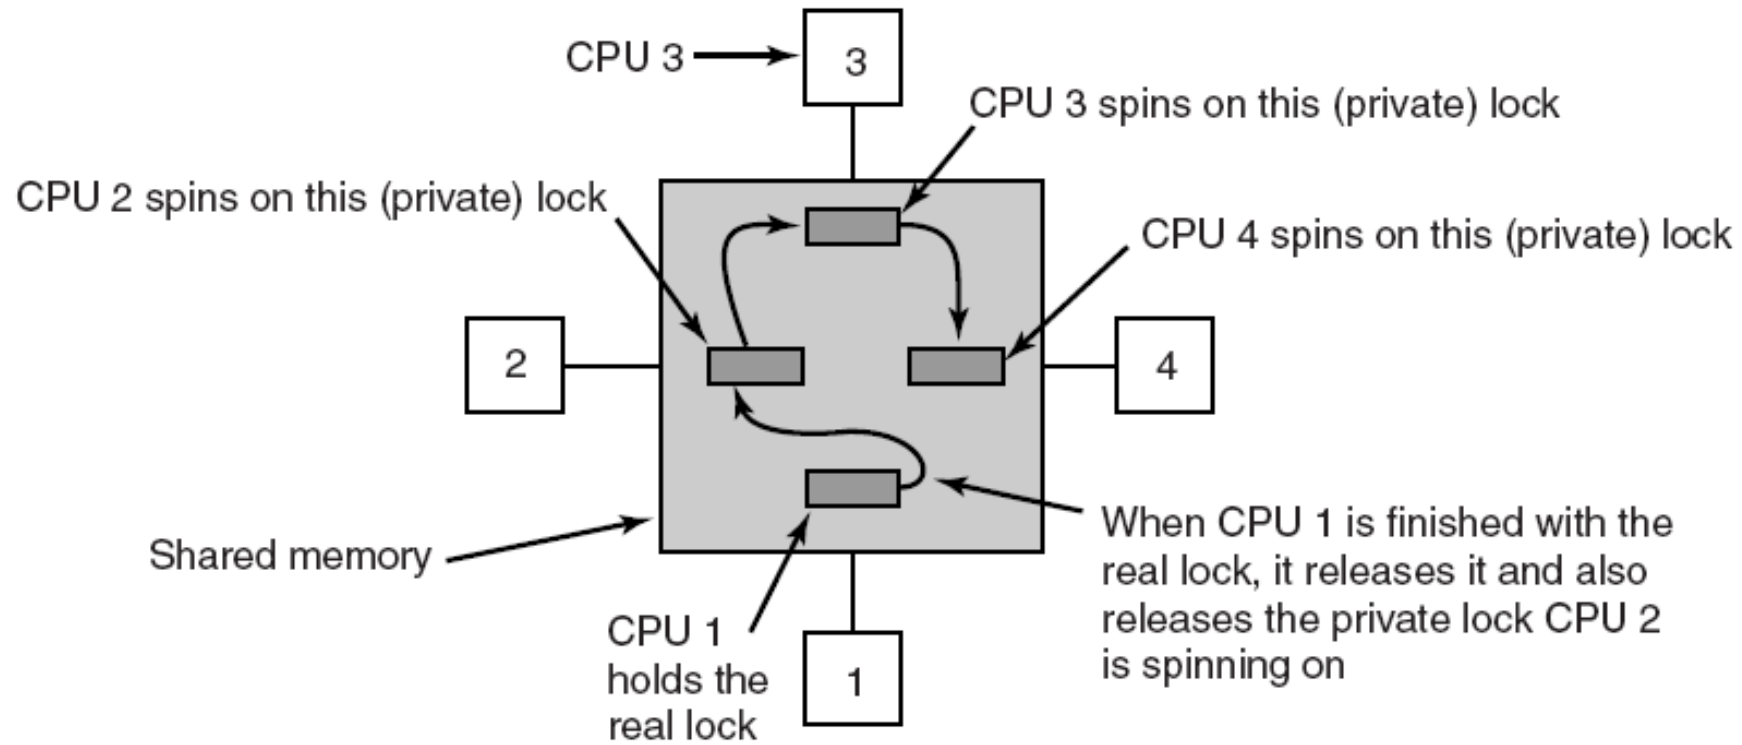 CPU 3
3
CPU 3 spins on this (private) lock
CPU 2 spins on this (private) lock
CPU 4 spins on this (private) lock
2
4
Shared memory
CPU 1
holds the
real lock
1
When CPU 1 is finished with the
real lock, it releases it and also
releases the private lock CPU 2
is spinning on